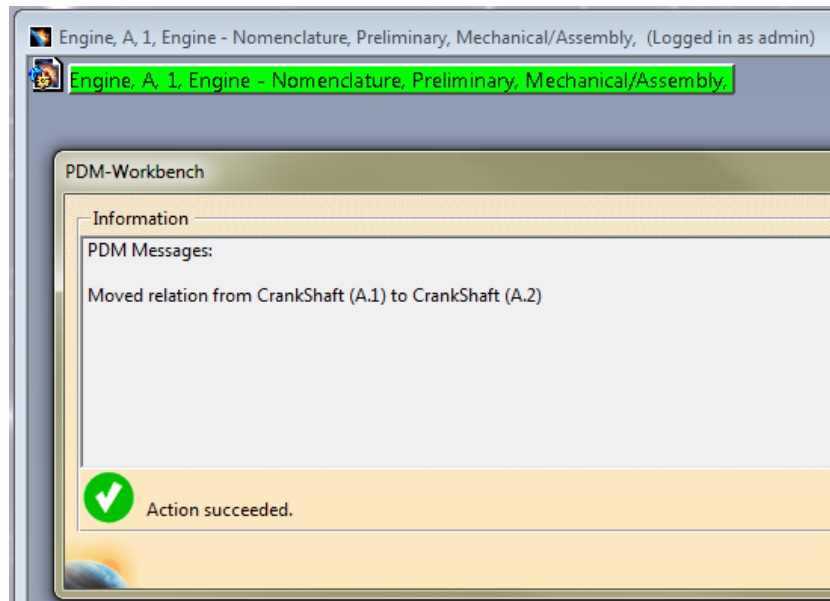 Engine, A, 1, Engine - Nomenclature, Preliminary, Mechanical/Assembly,  (Logged in as admin)
Engine, A, 1, Engine - Nomenclature, Preliminary, Mechanical/Assembly,
PDM-Workbench
Information
PDM Messages:
Moved relation from CrankShaft (A.1) to CrankShaft (A.2)
Action succeeded.